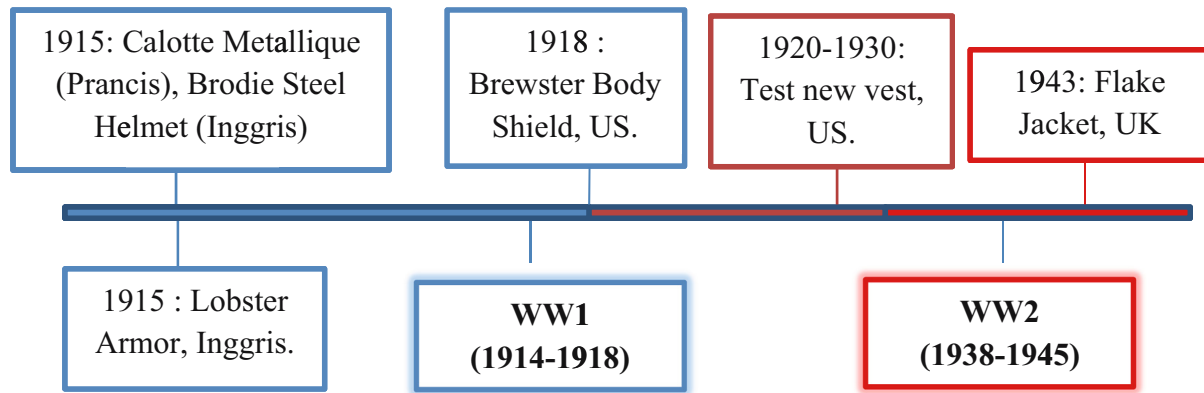 1915: Calotte Metallique
(Prancis), Brodie Steel
Helmet (Inggris)
1918 :
Brewster Body
Shield, US.
1920-1930:
Test new vest,
US.
1943: Flake
Jacket, UK
1915 : Lobster
Armor, Inggris.
WW1
(1914-1918)
WW2
(1938-1945)